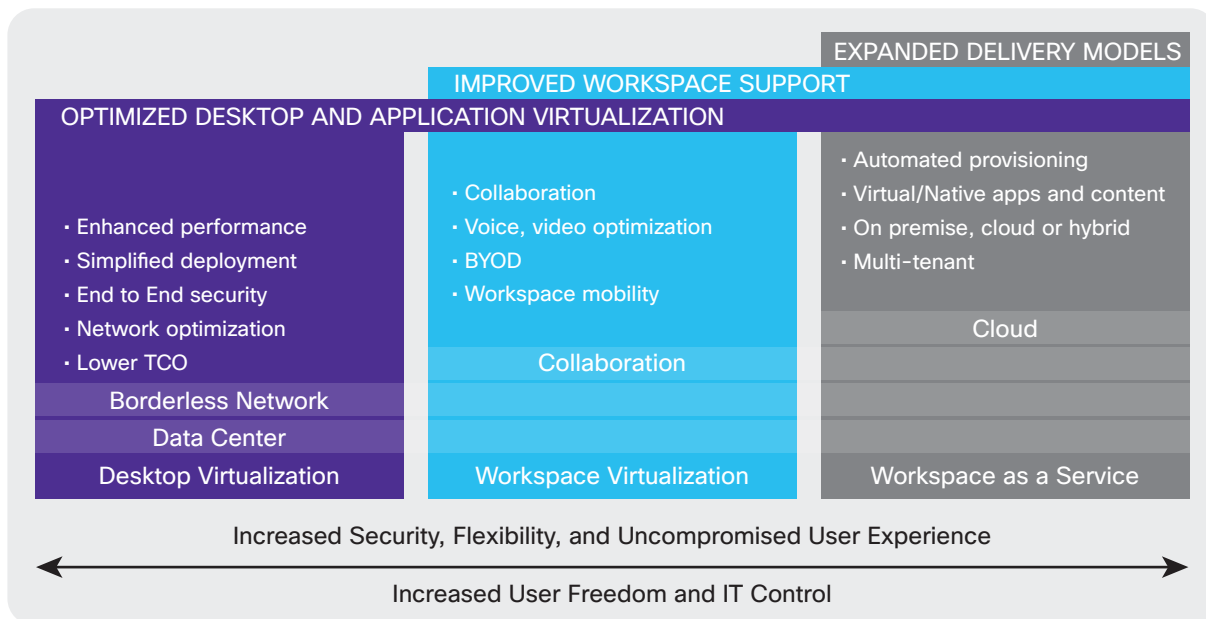 EXPANDED DELIVERY MODELS
IMPROVED WORKSPACE SUPPORT
OPTIMIZED DESKTOP AND APPLICATION VIRTUALIZATION
· Enhanced performance
· Simplified deployment
· End to End security
· Network optimization
· Lower TCO
Borderless Network
Data Center
Desktop Virtualization
· Collaboration
· Voice, video optimization
· BYOD
· Workspace mobility
Collaboration
Workspace Virtualization
· Automated provisioning
· Virtual/Native apps and content
· On premise, cloud or hybrid
· Multi-tenant
Cloud
Workspace as a Service
Increased Security, Flexibility, and Uncompromised User Experience
Increased User Freedom and IT Control